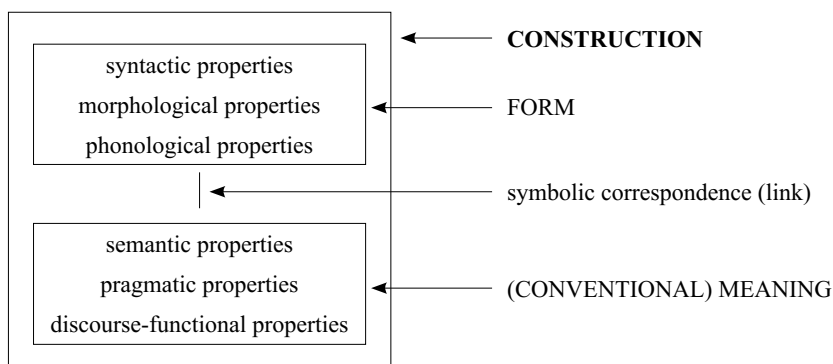 CONSTRUCTION
syntactic properties
morphological properties
phonological properties
FORM
symbolic correspondence (link)
semantic properties
pragmatic properties
discourse-functional properties
(CONVENTIONAL) MEANING